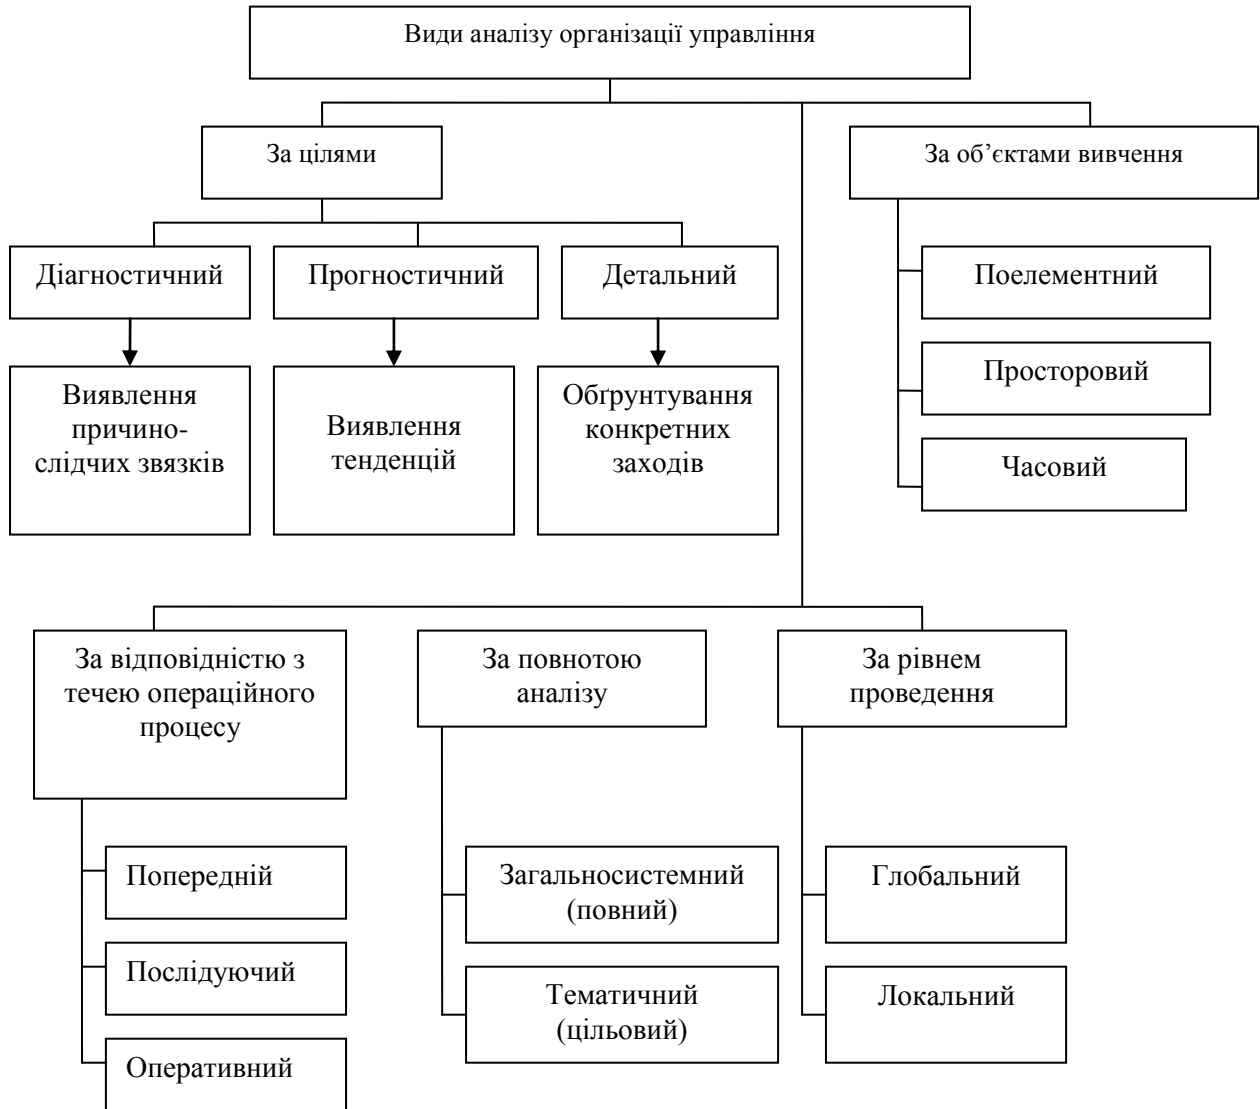 Види аналізу організації управління
За цілями
За об’єктами вивчення
Діагностичний
Прогностичний
Детальний
Поелементний
Просторовий
Часовий
Виявлення
причино-
слідчих звязків
Виявлення
тенденцій
Обґрунтування
конкретних
заходів
За відповідністю з
течею операційного
процесу
За повнотою
аналізу
За рівнем
проведення
Попередній
Послідуючий
Оперативний
Загальносистемний
(повний)
Тематичний
(цільовий)
Глобальний
Локальний